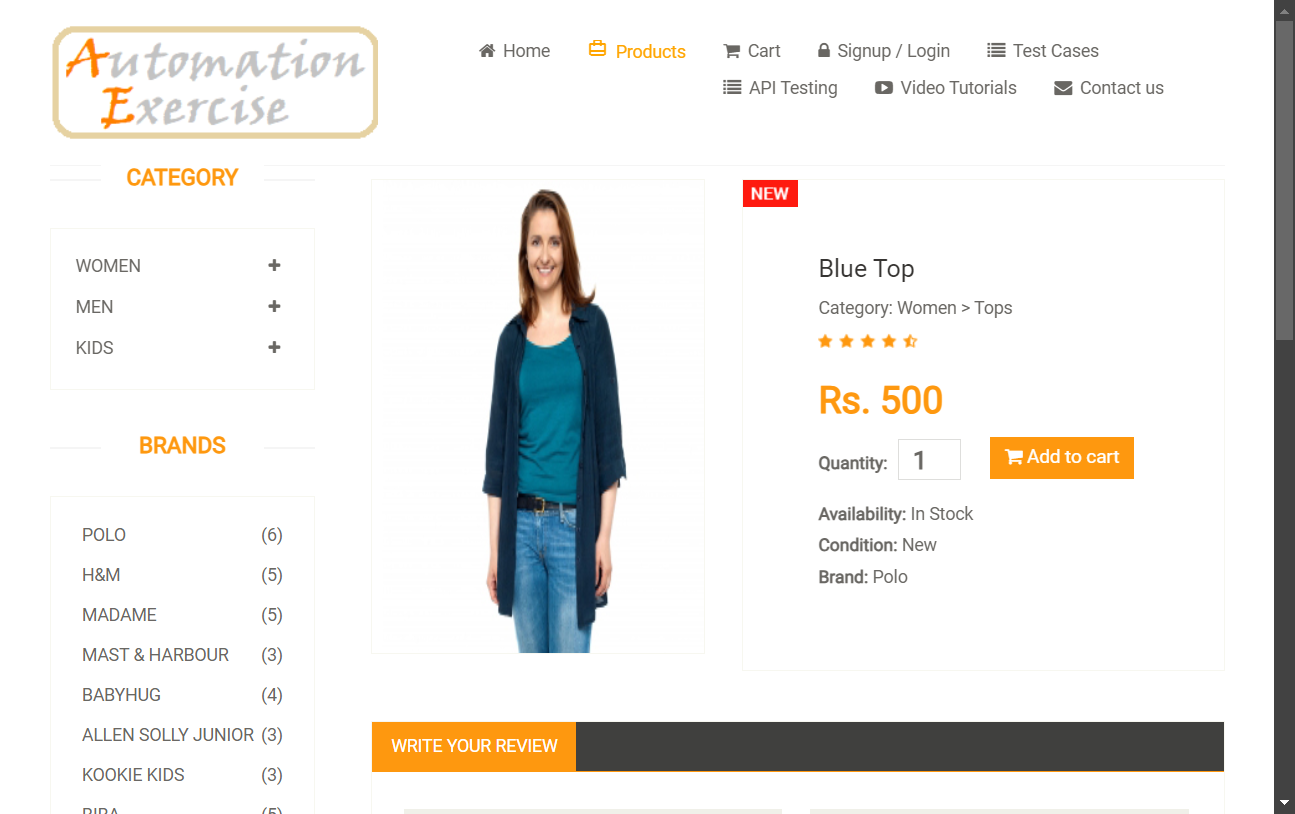 Automation
Exercise
Home
Products
Cart
Signup / Login
Test Cases
API Testing
Video Tutorials
Contact us
CATEGORY
WOMEN
MEN
KIDS
BRANDS
POLO (6)
H&M (5)
MADAME (5)
MAST & HARBOUR (3)
BABYHUG (4)
ALLEN SOLLY JUNIOR (3)
KOOKIE KIDS (3)
BIBA (5)
NEW
Blue Top
Category: Women > Tops
Rs. 500
Quantity: 1
Add to cart
Availability: In Stock
Condition: New
Brand: Polo
WRITE YOUR REVIEW